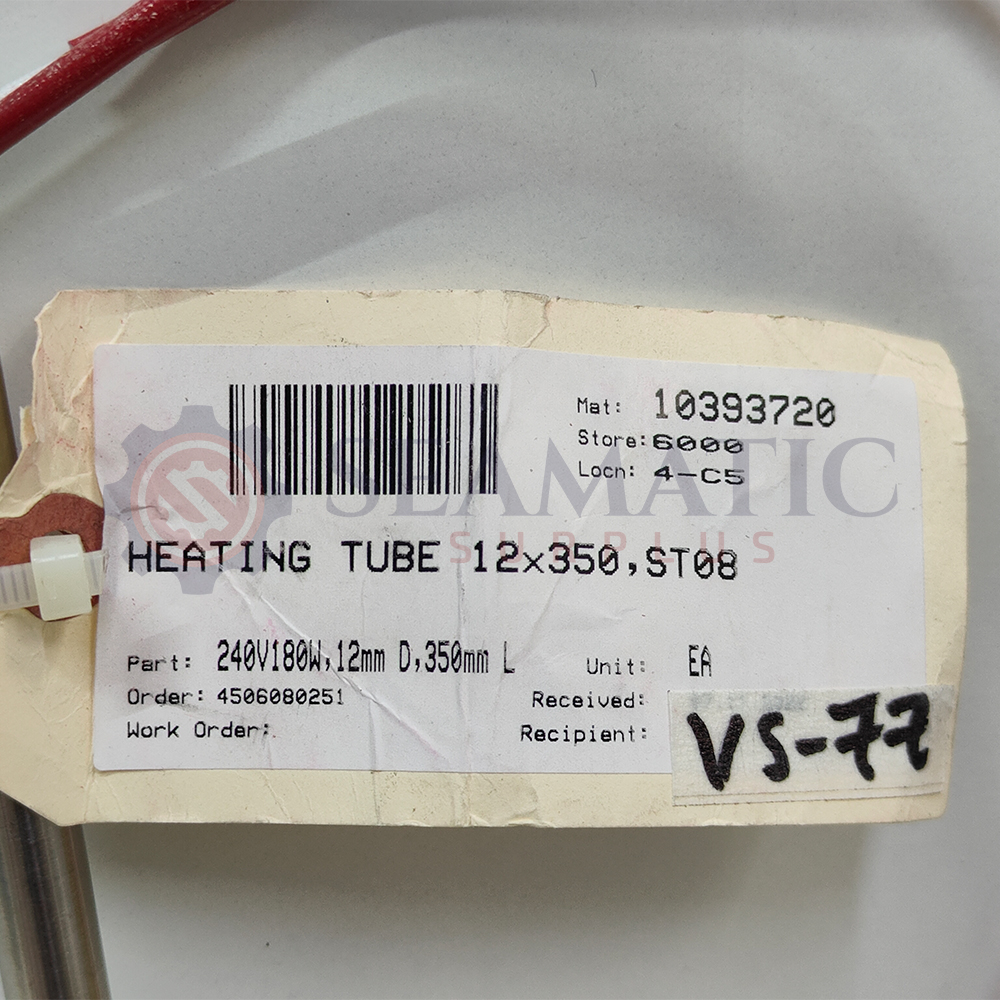 Mat: 10393720
Store: 6000
Locn: 4-C5
SEAMATIC
SURPLUS
HEATING TUBE 12x350,ST08
Part: 240V180W,12mm D,350mm L Unit: EA
Order: 4506080251 Received:
Work Order: Recipient:
VS-77